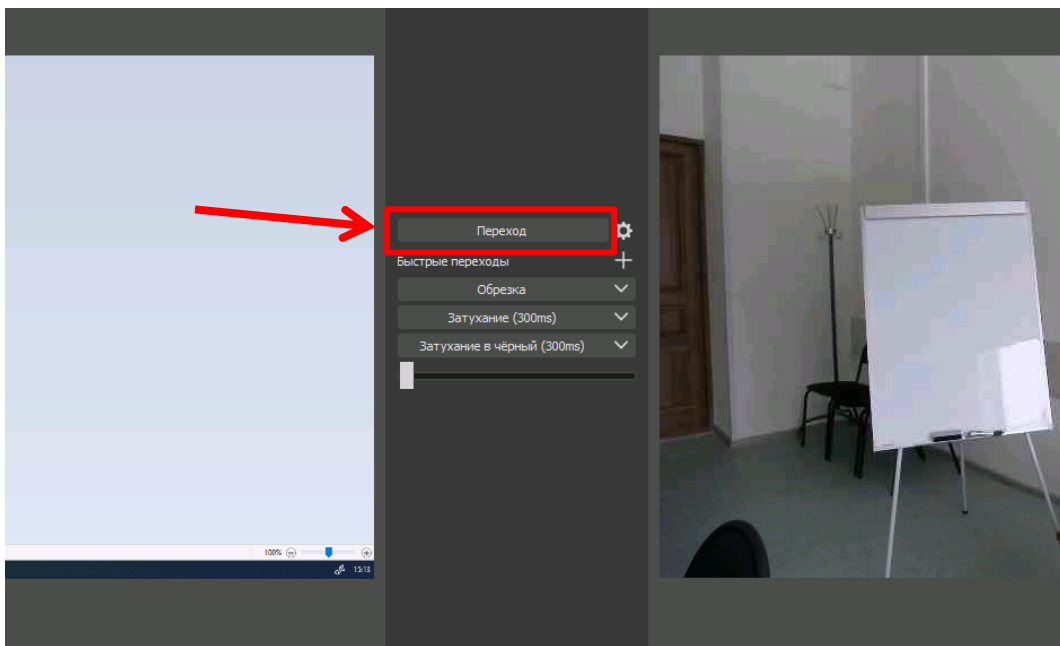 Переход
Быстрые переходы
Обрезка
Затухание (300ms)
Затухание в чёрный (300ms)
100%
15:13